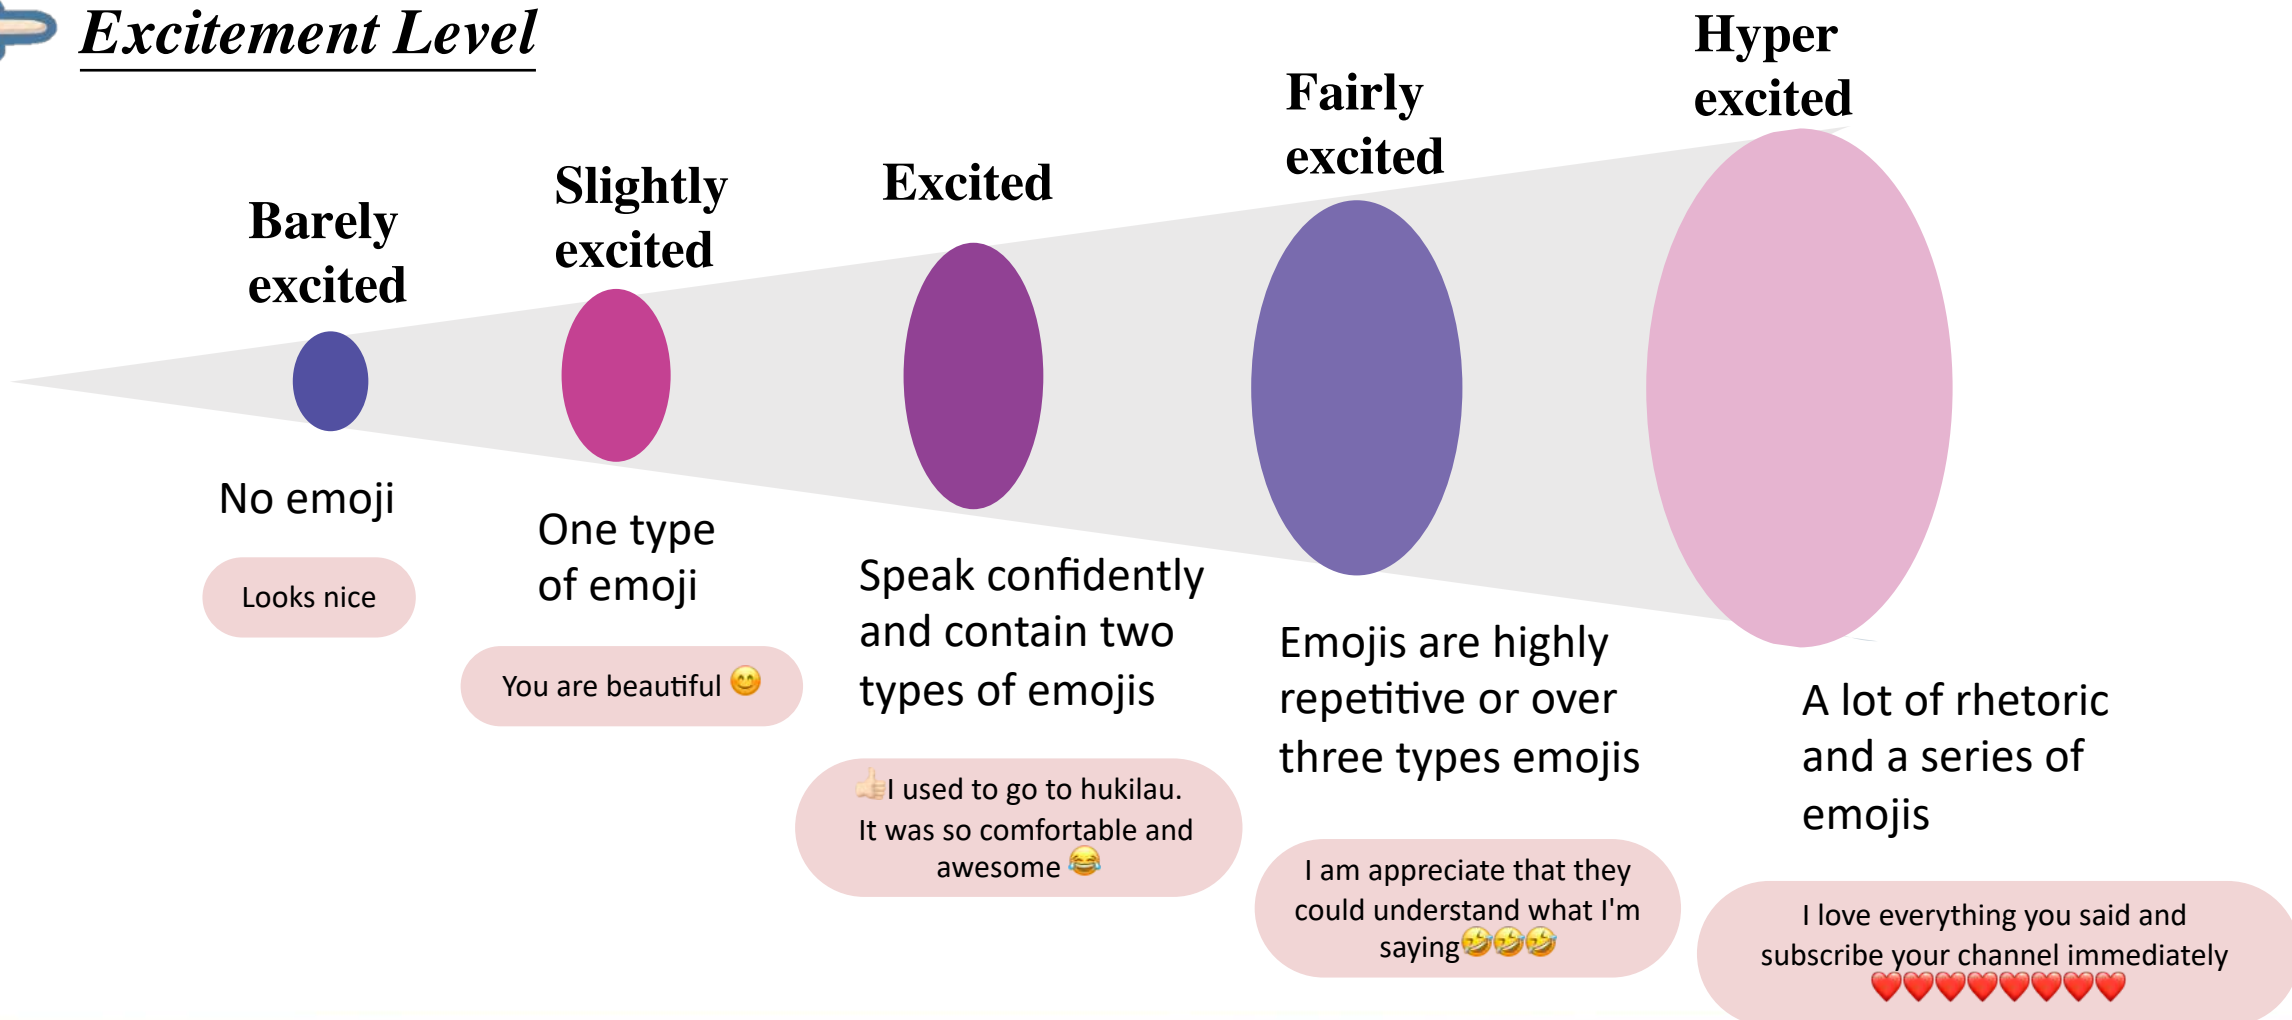 Excitement Level
Barely
excited
No emoji
Looks nice
Slightly
excited
One type
of emoji
You are beautiful 😊
Excited
Speak confidently
and contain two
types of emojis
👍🏻I used to go to hukilau.
It was so comfortable and
awesome 😂
Fairly
excited
Emojis are highly
repetitive or over
three types emojis
I am appreciate that they
could understand what I'm
saying🤣🤣🤣
Hyper
excited
A lot of rhetoric
and a series of
emojis
I love everything you said and
subscribe your channel immediately
❤️❤️❤️❤️❤️❤️❤️❤️